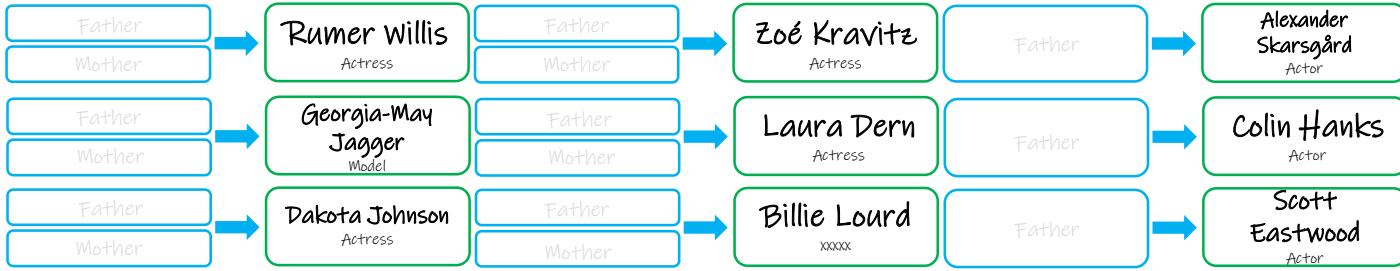 Father
Mother
Rumer Willis
Actress
Father
Mother
Zoé Kravitz
Actress
Father
Alexander
Skarsgård
Actor
Father
Mother
Georgia-May
Jagger
Model
Father
Mother
Laura Dern
Actress
Father
Colin Hanks
Actor
Father
Mother
Dakota Johnson
Actress
Father
Mother
Billie Lourd
xxxxx
Father
Scott
Eastwood
Actor